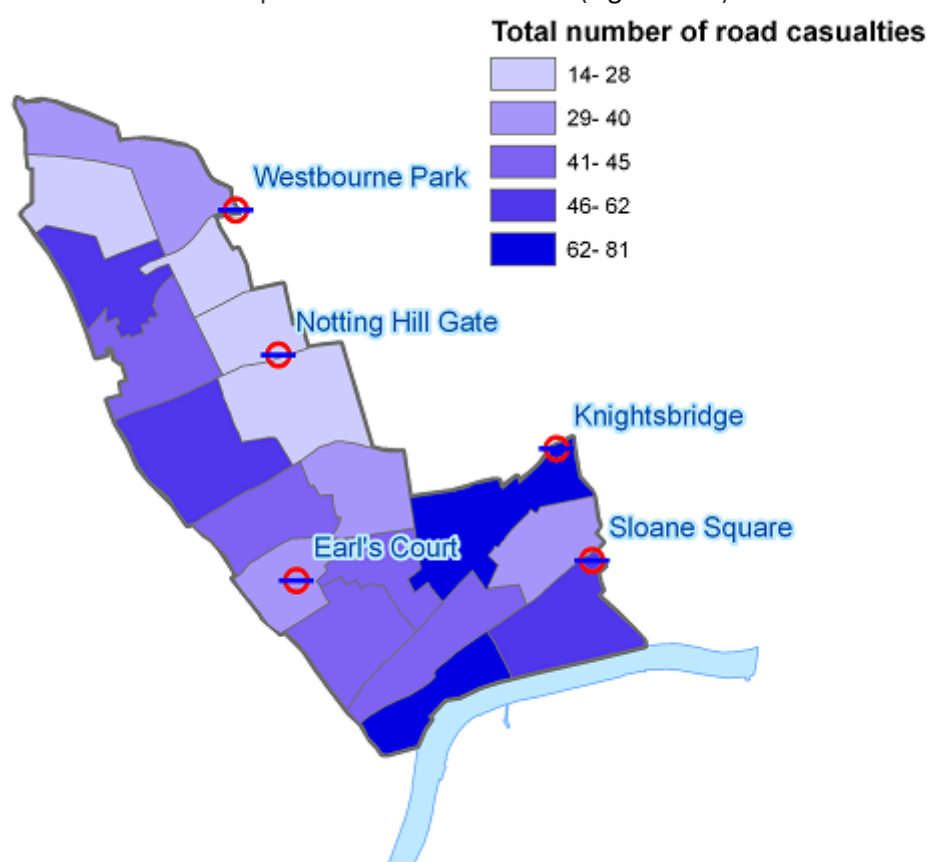 Total number of road casualties
14- 28
29- 40
41- 45
46- 62
62- 81
Westbourne Park
Notting Hill Gate
Knightsbridge
Sloane Square
Earl's Court